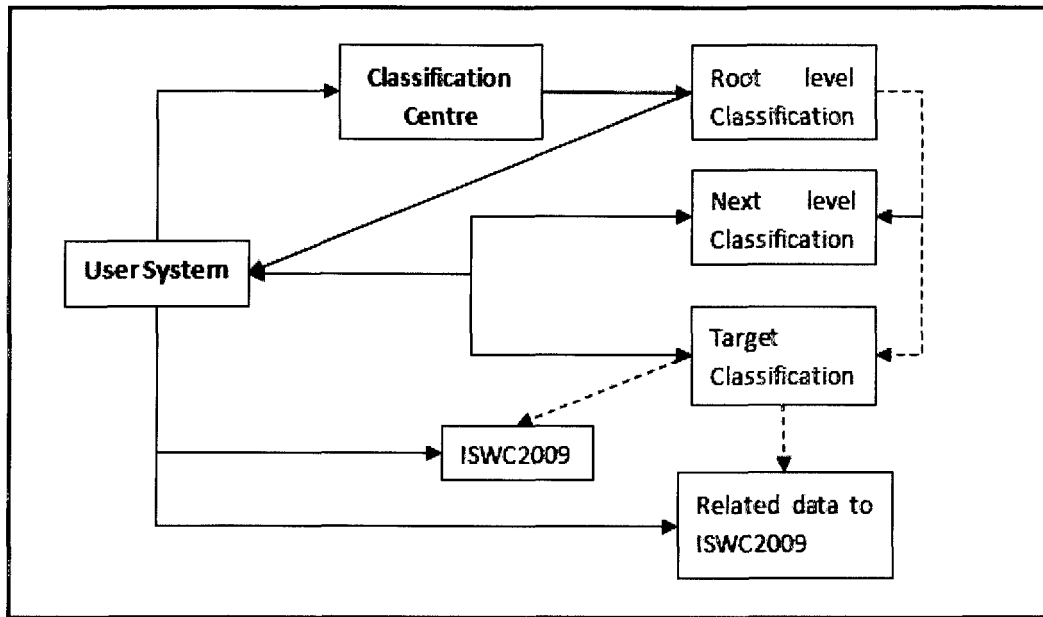 Classification
Centre
Root level
Classification
Next level
Classification
User System
Target
Classification
ISWC2009
Related data to
ISWC2009